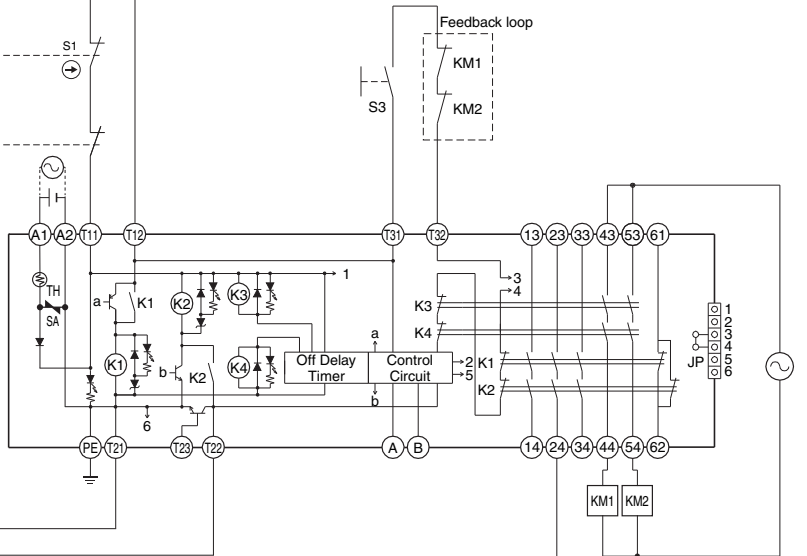 Feedback loop
S1
KM1
S3
KM2
A1 A2 T11 T12 T31 T32 13 23 33 43 53 61
1
3
4
TH
a K1 K2 K3
SA
K3
a
K4
1
2
3
4
5
6
JP
K1 b K2 K4 Off Delay Timer Control Circuit 2 5 K1
K2
b
6
PE T21 T23 T22 A B 14 24 34 44 54 62
KM1 KM2